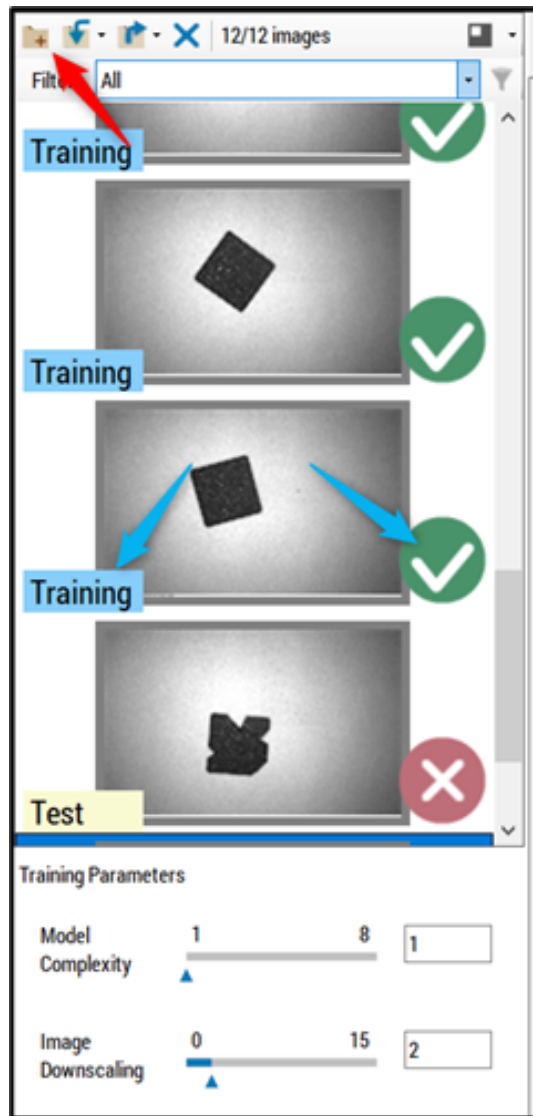 12/12 images
Filter All
Training
Training
Training
Test
Training Parameters
Model Complexity 1 8 1
Image Downscaling 0 15 2